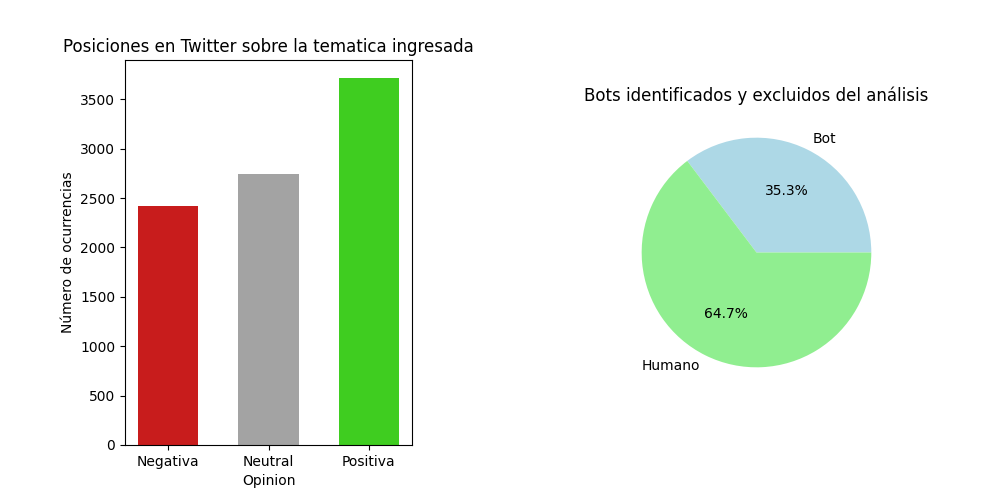 Posiciones en Twitter sobre la tematica ingresada
Número de ocurrencias
3500
3000
2500
2000
1500
1000
500
0
Negativa
Neutral
Positiva
Opinion
Bots identificados y excluidos del análisis
Bot
35.3%
64.7%
Humano